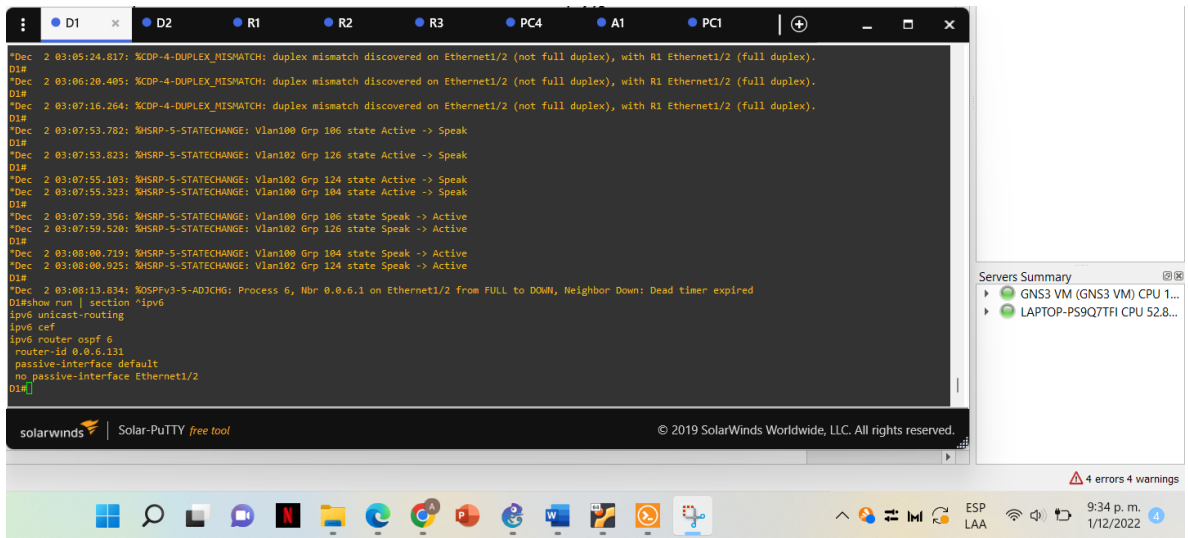 D1 × D2 R1 R2 R3 PC4 A1 PC1
*Dec 2 03:05:24.817: %CDP-4-DUPLEX_MISMATCH: duplex mismatch discovered on Ethernet1/2 (not full duplex), with R1 Ethernet1/2 (full duplex).
D1#
*Dec 2 03:06:20.405: %CDP-4-DUPLEX_MISMATCH: duplex mismatch discovered on Ethernet1/2 (not full duplex), with R1 Ethernet1/2 (full duplex).
D1#
*Dec 2 03:07:16.264: %CDP-4-DUPLEX_MISMATCH: duplex mismatch discovered on Ethernet1/2 (not full duplex), with R1 Ethernet1/2 (full duplex).
D1#
*Dec 2 03:07:53.782: %HSRP-5-STATECHANGE: Vlan100 Grp 106 state Active -> Speak
D1#
*Dec 2 03:07:53.823: %HSRP-5-STATECHANGE: Vlan102 Grp 126 state Active -> Speak
D1#
*Dec 2 03:07:55.103: %HSRP-5-STATECHANGE: Vlan102 Grp 124 state Active -> Speak
*Dec 2 03:07:55.323: %HSRP-5-STATECHANGE: Vlan100 Grp 104 state Active -> Speak
D1#
*Dec 2 03:07:59.356: %HSRP-5-STATECHANGE: Vlan100 Grp 106 state Speak -> Active
*Dec 2 03:07:59.520: %HSRP-5-STATECHANGE: Vlan102 Grp 126 state Speak -> Active
D1#
*Dec 2 03:08:00.719: %HSRP-5-STATECHANGE: Vlan100 Grp 104 state Speak -> Active
*Dec 2 03:08:00.925: %HSRP-5-STATECHANGE: Vlan102 Grp 124 state Speak -> Active
D1#
*Dec 2 03:08:13.834: %OSPFv3-5-ADJCHG: Process 6, Nbr 0.0.6.1 on Ethernet1/2 from FULL to DOWN, Neighbor Down: Dead timer expired
D1#show run | section ^ipv6
ipv6 unicast-routing
ipv6 cef
ipv6 router ospf 6
router-id 0.0.6.131
passive-interface default
no passive-interface Ethernet1/2
D1#
solarwinds Solar-PuTTY free tool © 2019 SolarWinds Worldwide, LLC. All rights reserved.
Servers Summary
GNS3 VM (GNS3 VM) CPU 1...
LAPTOP-PS9Q7TFI CPU 52.8...
4 errors 4 warnings
ESP
LAA
9:34 p. m.
1/12/2022
4